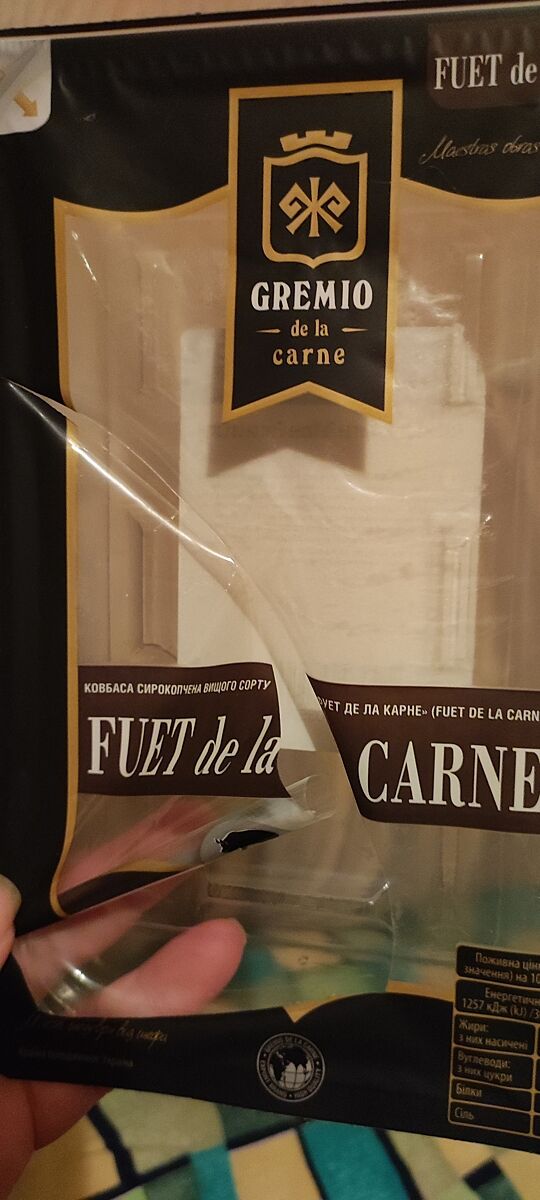 FUET de
Maestros obras
GREMIO
de la
carne
КОВБАСА СИРОКОПЧЕНА ВИЩОГО СОРТУ
УЕТ ДЕ ЛА КАРНЕ» (FUET DE LA CARN
FUET de la CARNE
Поживна цін
значення) на 10
Енергетичн
1257 кДж (kJ) /3
Жири:
з них насичені
Вуглеводи:
з них цукри
Білки
Сіль